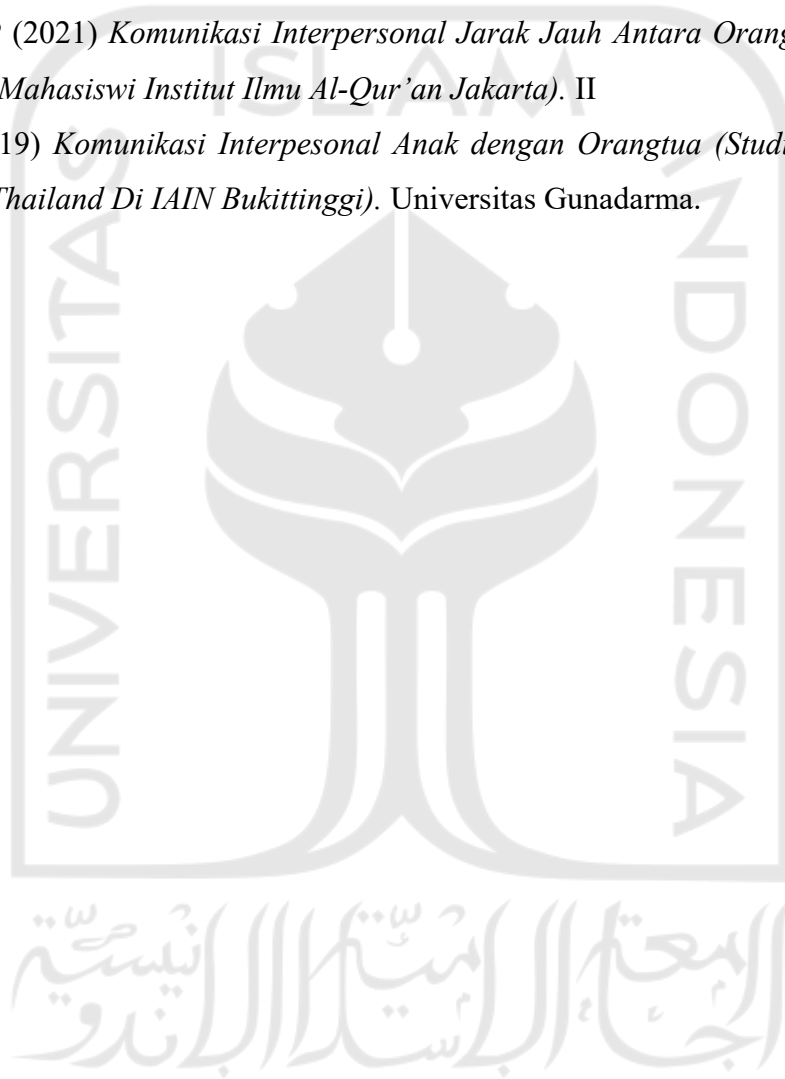 (2021) Komunikasi Interpersonal Jarak Jauh Antara Orang
Mahasiswi Institut Ilmu Al-Qur’an Jakarta). II
19) Komunikasi Interpesonal Anak dengan Orangtua (Studi
Thailand Di IAIN Bukittinggi). Universitas Gunadarma.
ISLAM
UNIVERSITAS
INDONESIA